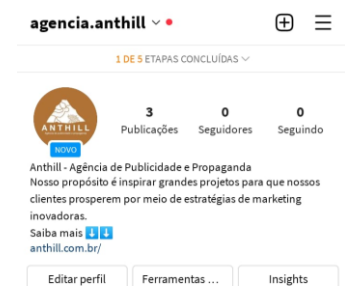 agencia.anthill
1 DE 5 ETAPAS CONCLUÍDAS
ANTHILL
NOVO
3 0 0
Publicações Seguidores Seguindo
Anthill - Agência de Publicidade e Propaganda
Nosso propósito é inspirar grandes projetos para que nossos
clientes prosperem por meio de estratégias de marketing
inovadoras.
Saiba mais ⬇️⬇️
anthill.com.br/
Editar perfil Ferramentas ... Insights